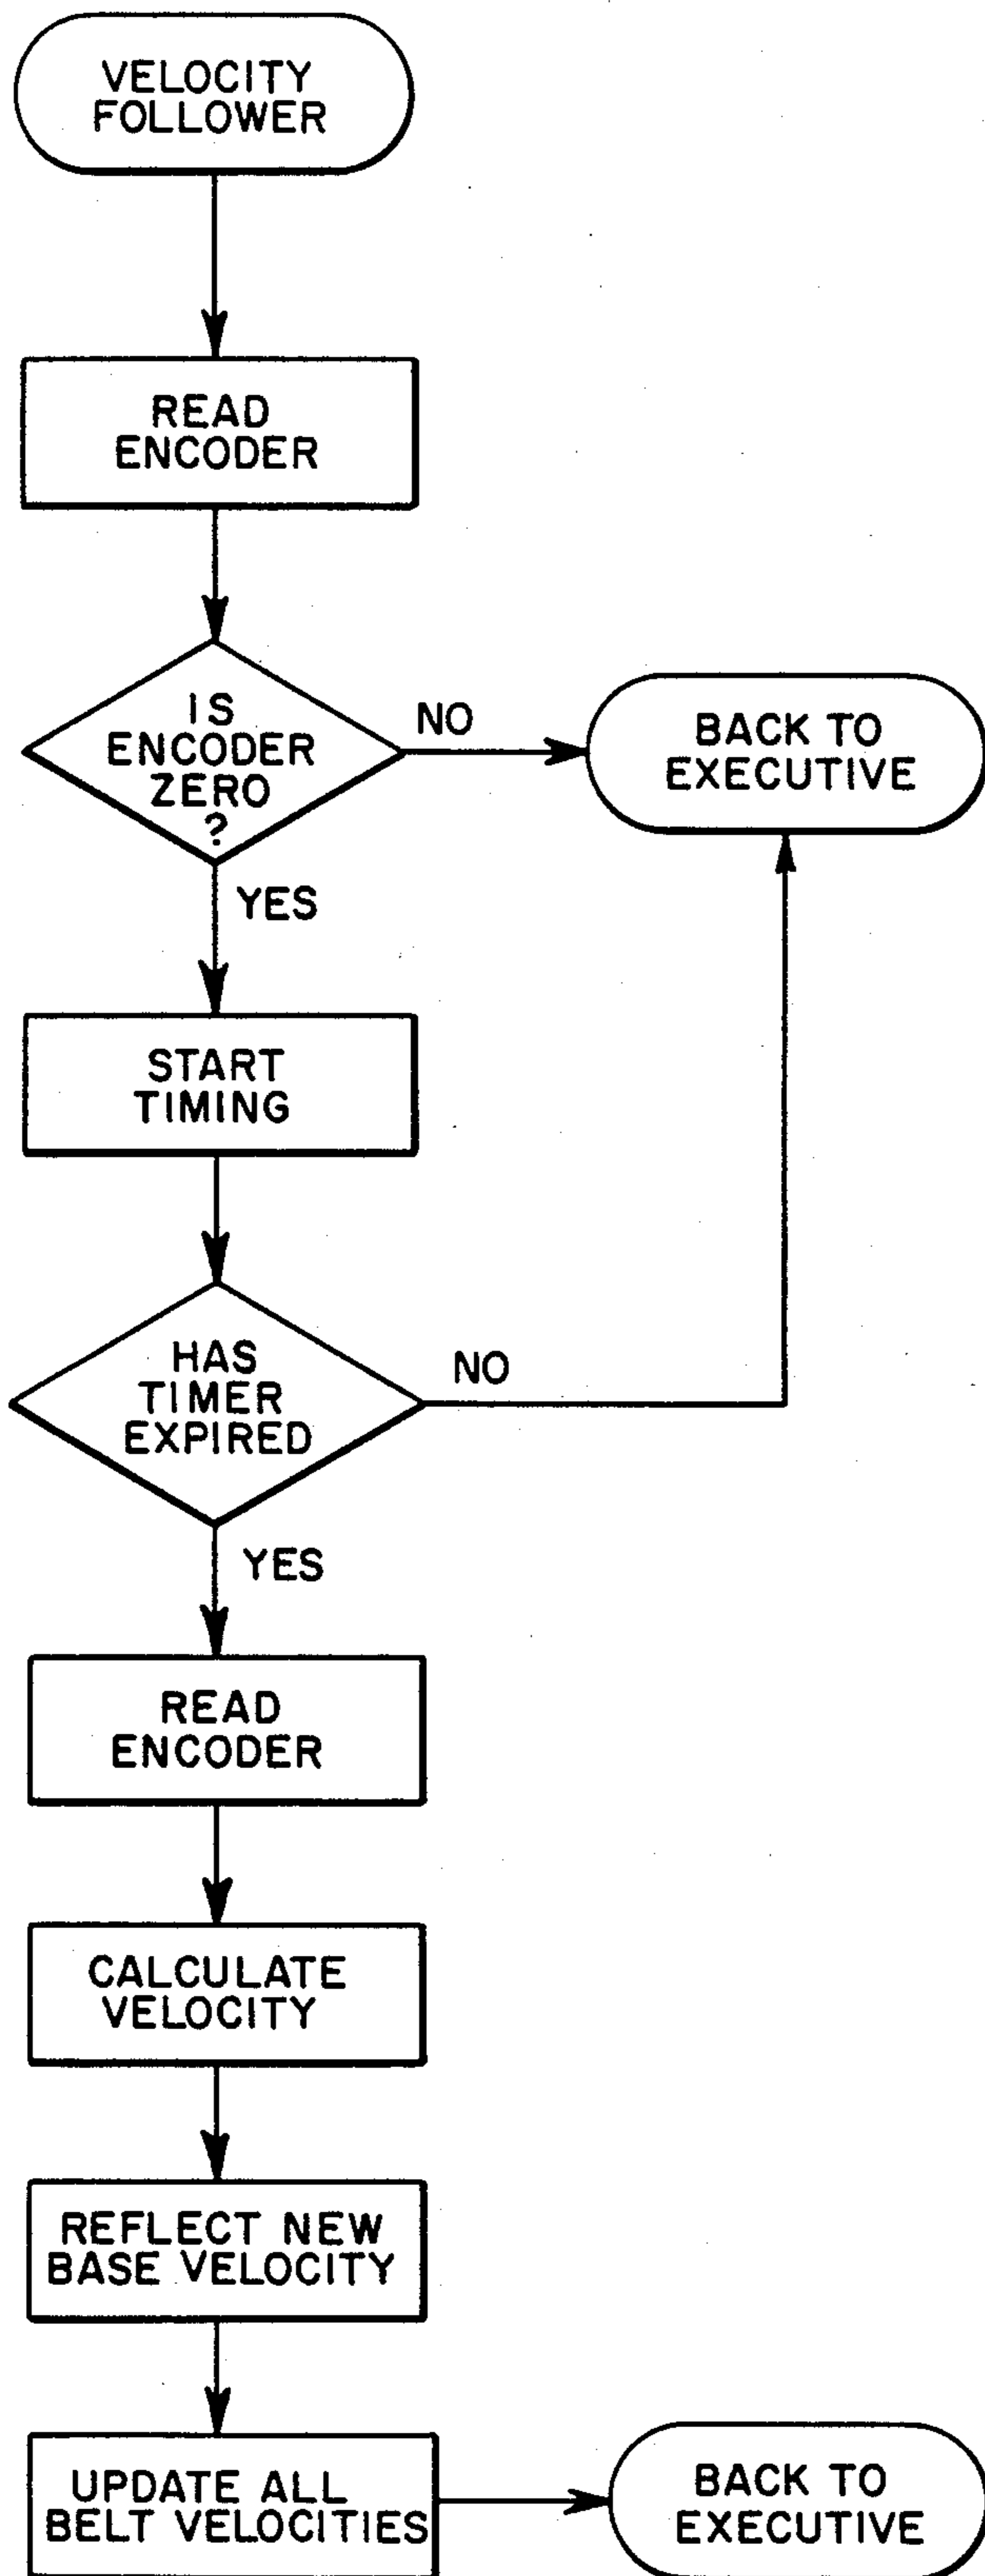 VELOCITY
FOLLOWER
READ
ENCODER
IS
ENCODER
ZERO
?
NO
BACK TO
EXECUTIVE
YES
START
TIMING
HAS
TIMER
EXPIRED
NO
YES
READ
ENCODER
CALCULATE
VELOCITY
REFLECT NEW
BASE VELOCITY
UPDATE ALL
BELT VELOCITIES
BACK TO
EXECUTIVE